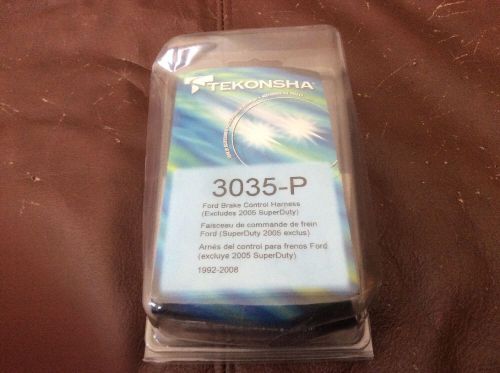 TEKONSHA
3035-P
Ford Brake Control Harness
(Excludes 2005 SuperDuty)
Faisceau de commande de frein
Ford (SuperDuty 2005 exclus)
Arnés del control para frenos Ford
(excluye 2005 SuperDuty)
1992-2008